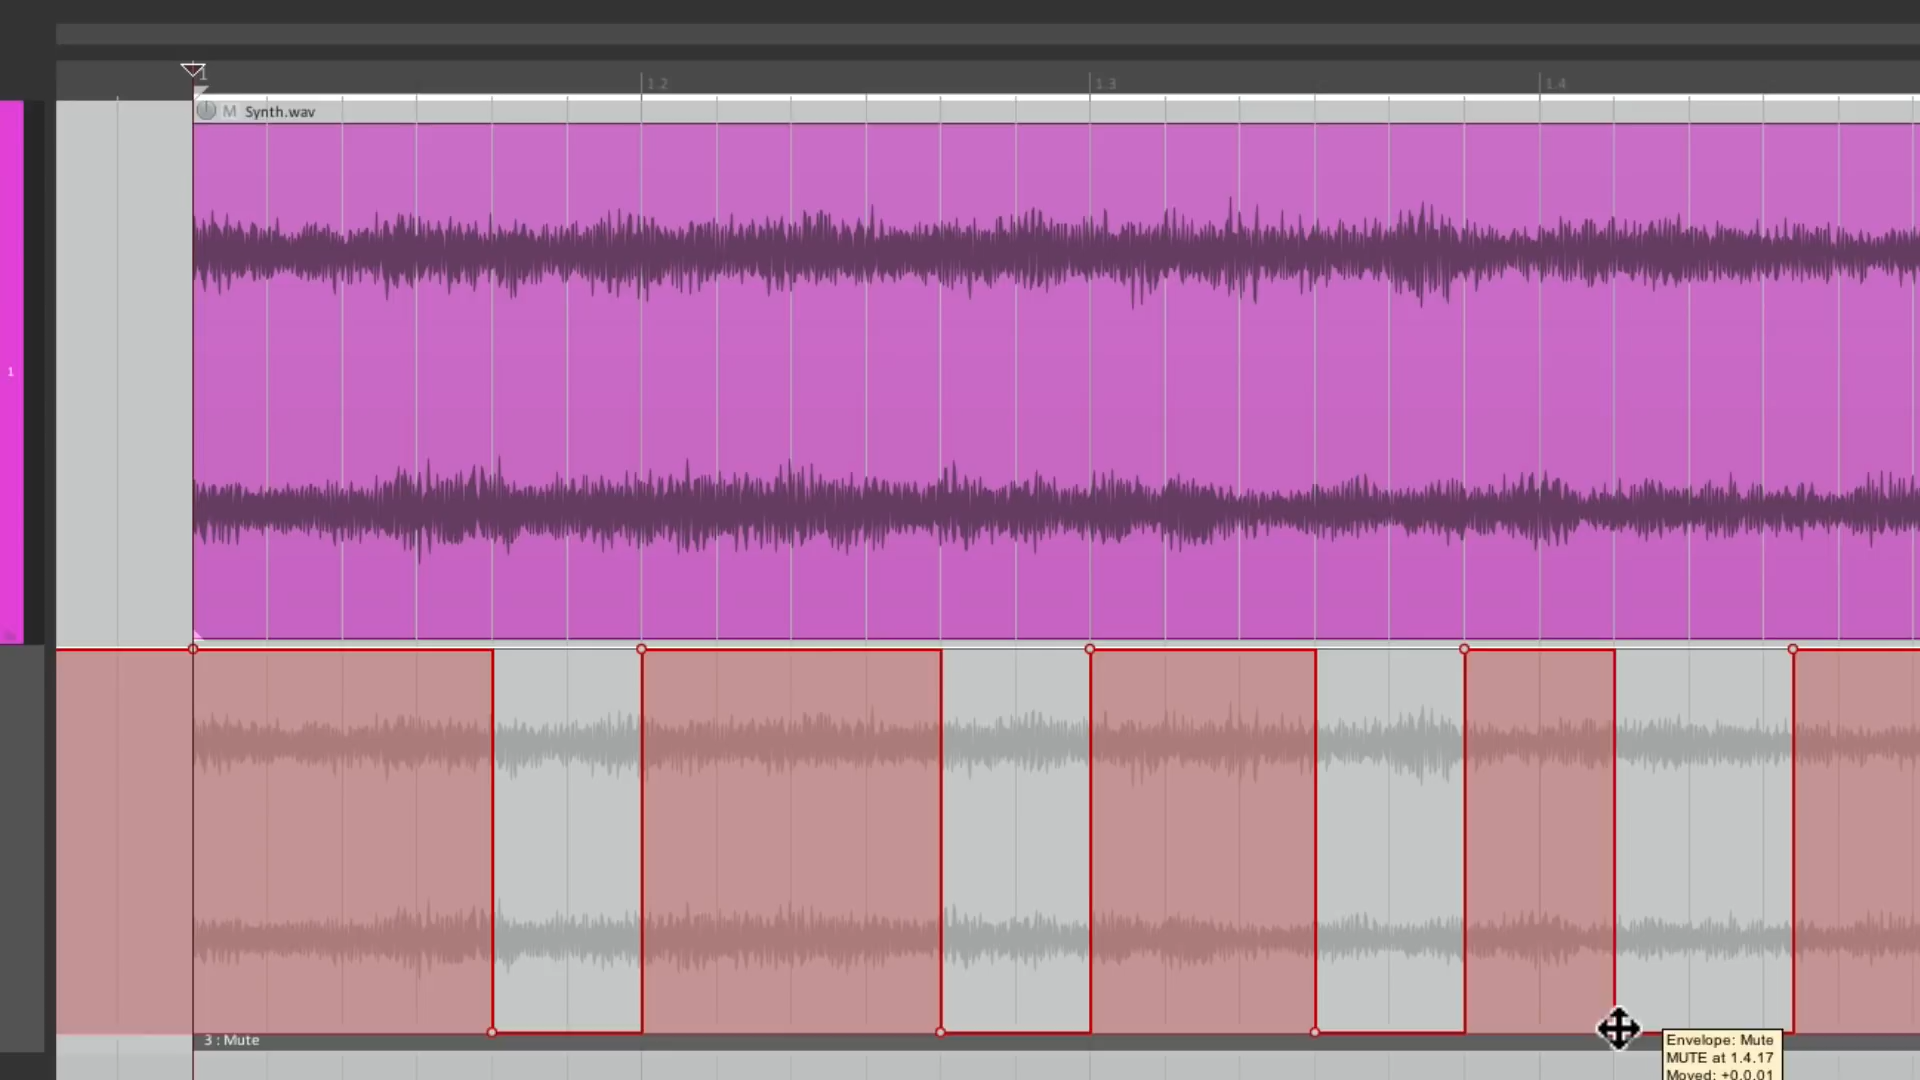 1
1.2
1.3
1.4
M Synth.wav
1
3 : Mute
Envelope: Mute
MUTE at 1.4.17
Moved: +0.0.01